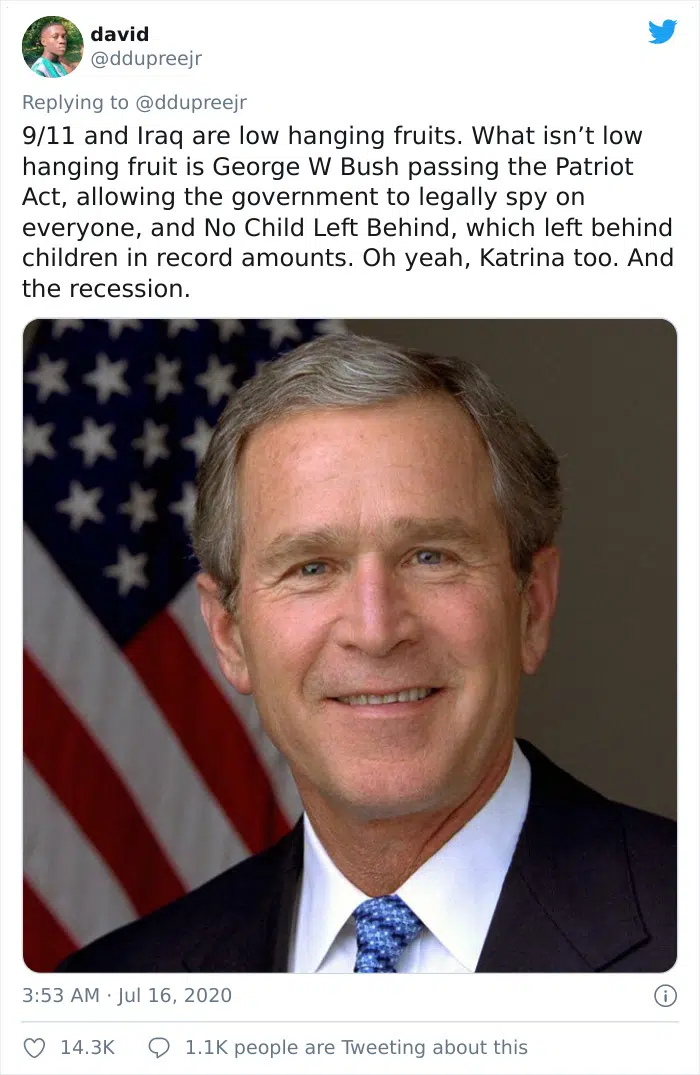 david
@ddupreejr
Replying to @ddupreejr
9/11 and Iraq are low hanging fruits. What isn’t low
hanging fruit is George W Bush passing the Patriot
Act, allowing the government to legally spy on
everyone, and No Child Left Behind, which left behind
children in record amounts. Oh yeah, Katrina too. And
the recession.
3:53 AM · Jul 16, 2020
14.3K 1.1K people are Tweeting about this